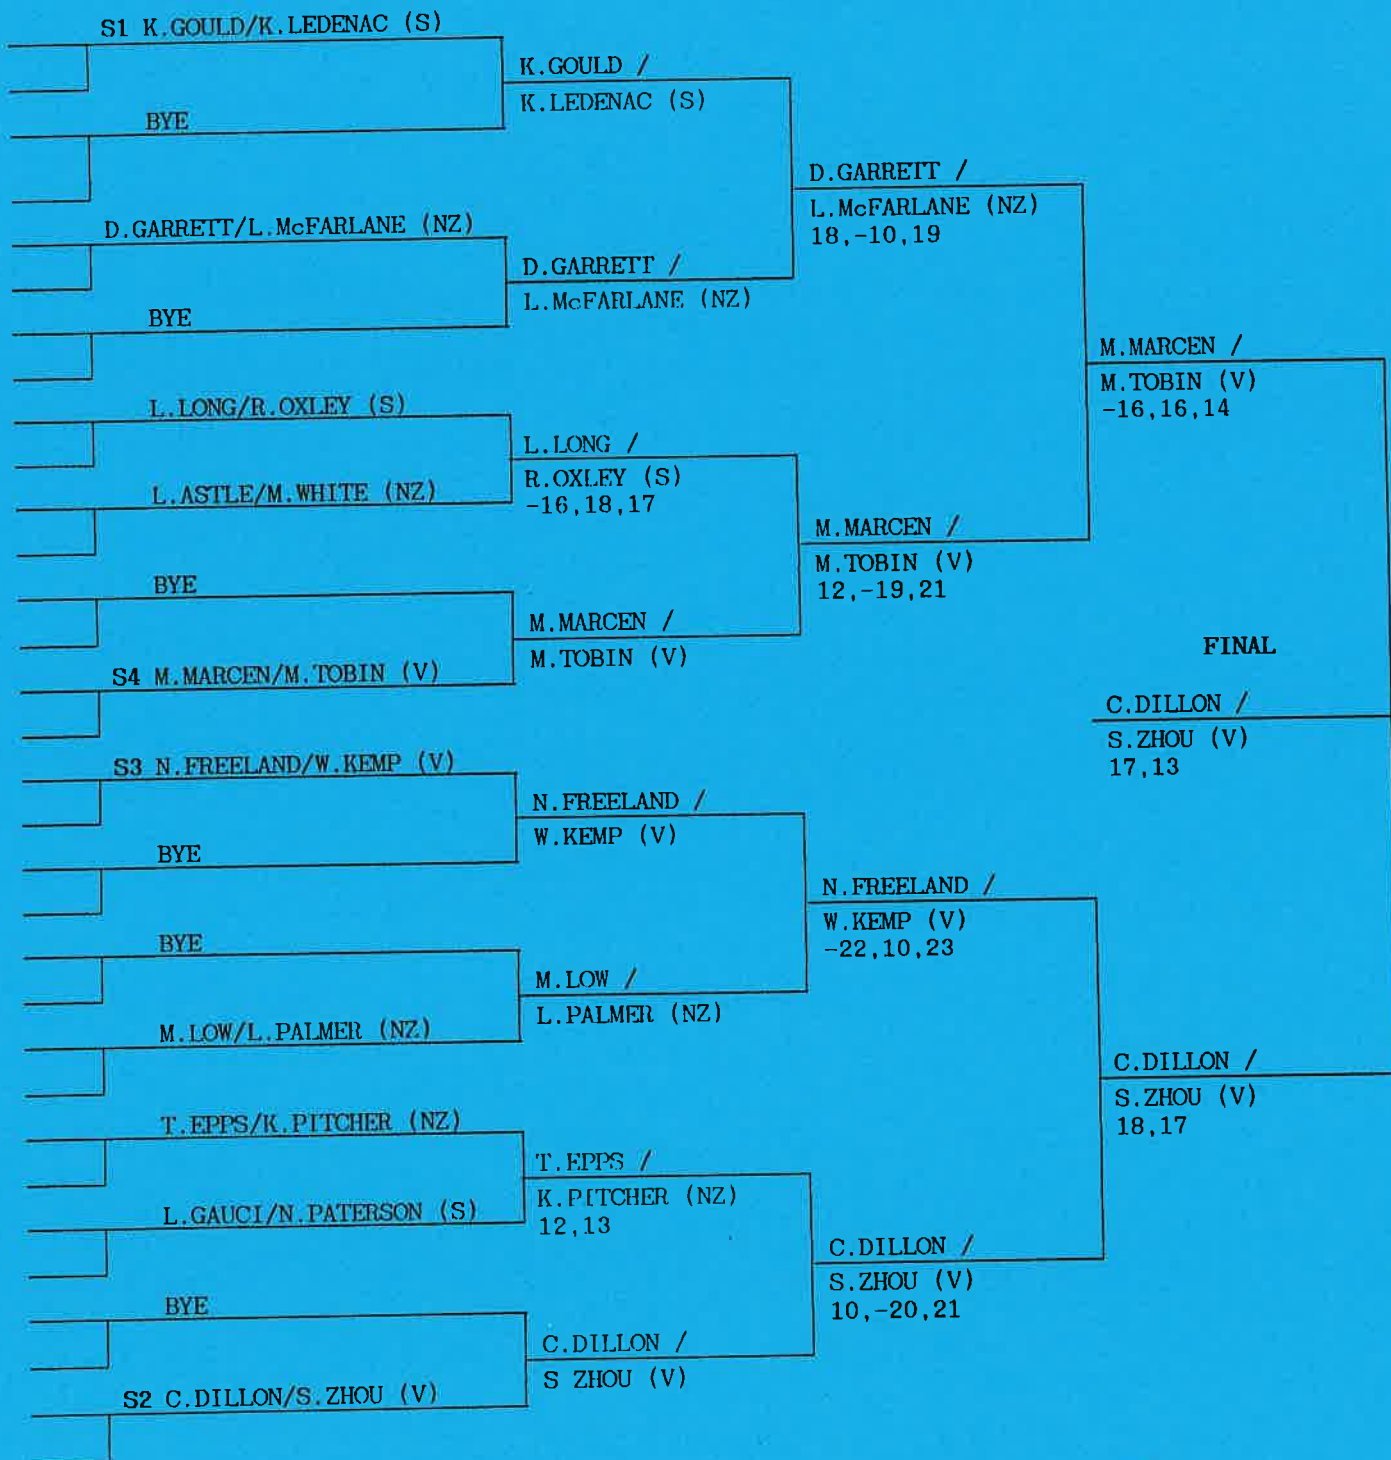 S1 K.GOULD/K.LEDENAC (S)
BYE
D.GARRETT/L.McFARLANE (NZ)
BYE
L.LONG/R.OXLEY (S)
L.ASTLE/M.WHITE (NZ)
BYE
S4 M.MARCEN/M.TOBIN (V)
S3 N.FREELAND/W.KEMP (V)
BYE
BYE
M.LOW/L.PALMER (NZ)
T.EPPS/K.PITCHER (NZ)
L.GAUCI/N.PATERSON (S)
BYE
S2 C.DILLON/S.ZHOU (V)
K.GOULD /
K.LEDENAC (S)
D.GARRETT /
L.McFARLANE (NZ)
L.LONG /
R.OXLEY (S)
-16,18,17
M.MARCEN /
M.TOBIN (V)
N.FREELAND /
W.KEMP (V)
M.LOW /
L.PALMER (NZ)
T.EPPS /
K.PITCHER (NZ)
12,13
C.DILLON /
S ZHOU (V)
D.GARRETT /
L.McFARLANE (NZ)
18,-10,19
M.MARCEN /
M.TOBIN (V)
12,-19,21
N.FREELAND /
W.KEMP (V)
-22,10,23
C.DILLON /
S.ZHOU (V)
10,-20,21
M.MARCEN /
M.TOBIN (V)
-16,16,14
C.DILLON /
S.ZHOU (V)
18,17
FINAL
C.DILLON /
S.ZHOU (V)
17,13